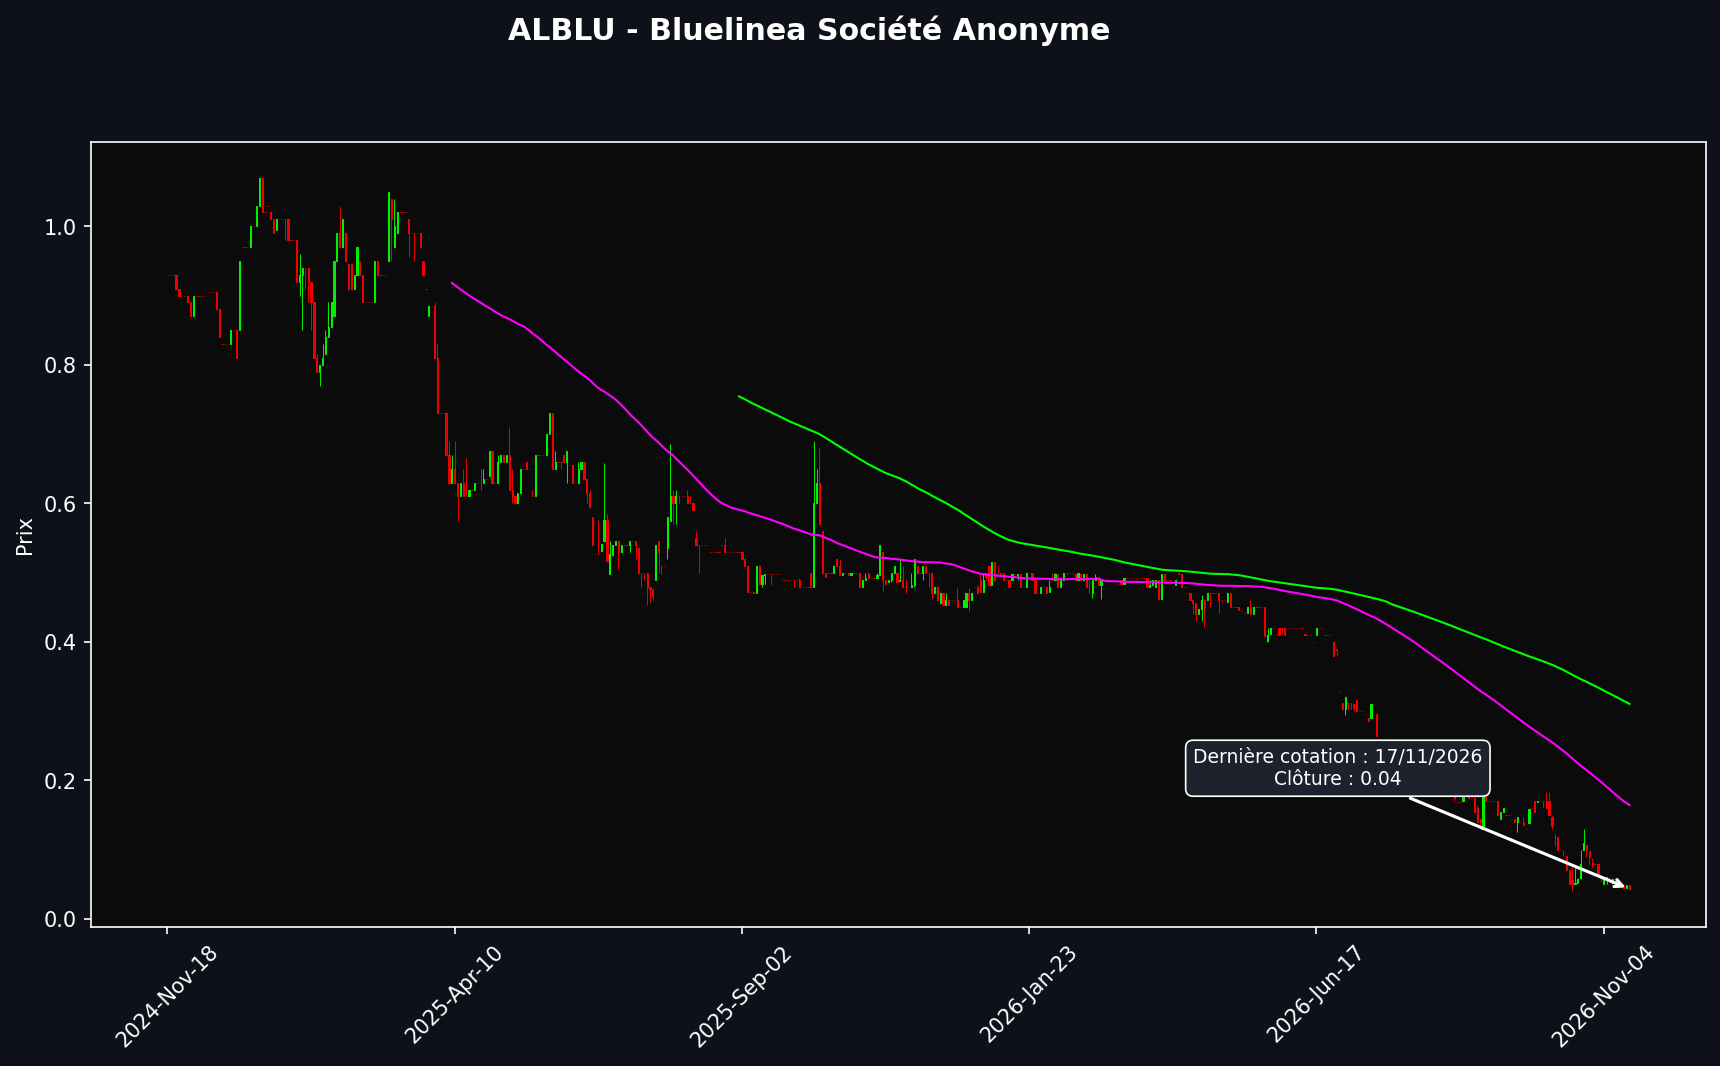 ALBLU - Bluelinea Société Anonyme
Prix
1.0
0.8
0.6
0.4
0.2
0.0
Dernière cotation : 17/11/2026
Clôture : 0.04
2024-Nov-18
2025-Apr-10
2025-Sep-02
2026-Jan-23
2026-Jun-17
2026-Nov-04